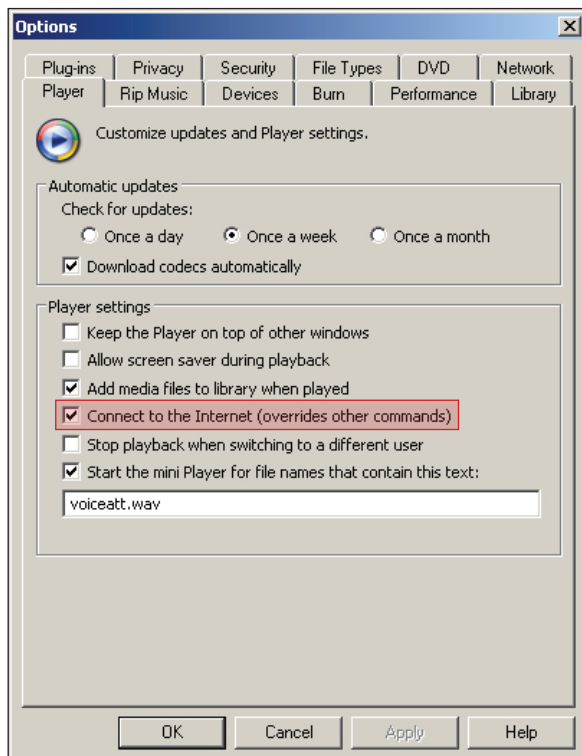 Options
Plug-ins Privacy Security File Types DVD Network
Player Rip Music Devices Burn Performance Library
Customize updates and Player settings.
Automatic updates
Check for updates:
Once a day Once a week Once a month
Download codecs automatically
Player settings
Keep the Player on top of other windows
Allow screen saver during playback
Add media files to library when played
Connect to the Internet (overrides other commands)
Stop playback when switching to a different user
Start the mini Player for file names that contain this text:
voiceatt.wav
OK Cancel Apply Help